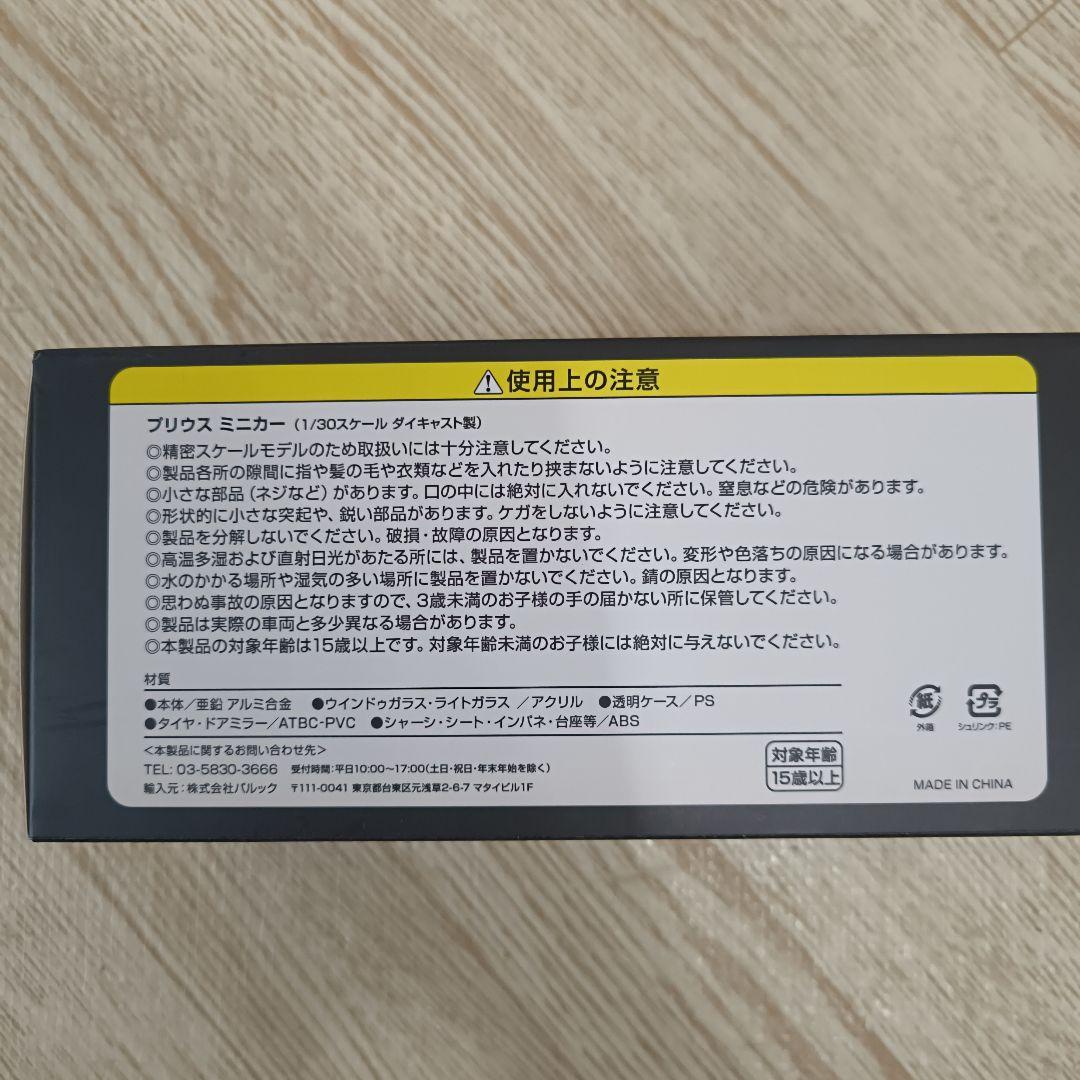 ⚠使用上の注意
プリウス ミニカー（1/30スケール ダイキャスト製）
◎精密スケールモデルのため取扱いには十分注意してください。
◎製品各所の隙間に指や髪の毛や衣類などを入れたり挟まないように注意してください。
◎小さな部品（ネジなど）があります。口の中には絶対に入れないでください。窒息などの危険があります。
◎形状的に小さな突起や、鋭い部品があります。ケガをしないように注意してください。
◎製品を分解しないでください。破損・故障の原因となります。
◎高温多湿および直射日光があたる所には、製品を置かないでください。変形や色落ちの原因になる場合があります。
◎水のかかる場所や湿気の多い場所に製品を置かないでください。錆の原因となります。
◎思わぬ事故の原因となりますので、3歳未満のお子様の手の届かない所に保管してください。
◎製品は実際の車両と多少異なる場合があります。
◎本製品の対象年齢は15歳以上です。対象年齢未満のお子様には絶対に与えないでください。
材質
●本体／亜鉛 アルミ合金 ●ウインドゥガラス・ライトガラス ／アクリル ●透明ケース／PS
●タイヤ・ドアミラー／ATBC-PVC ●シャーシ・シート・インパネ・台座等／ABS
＜本製品に関するお問い合わせ先＞
TEL: 03-5830-3666 受付時間:平日10:00〜17:00(土日・祝日・年末年始を除く)
輸入元：株式会社バルック 〒111-0041 東京都台東区元浅草2-6-7 マタイビル1F
対象年齢
15歳以上
紙
外箱
プラ
シュリンク:PE
MADE IN CHINA